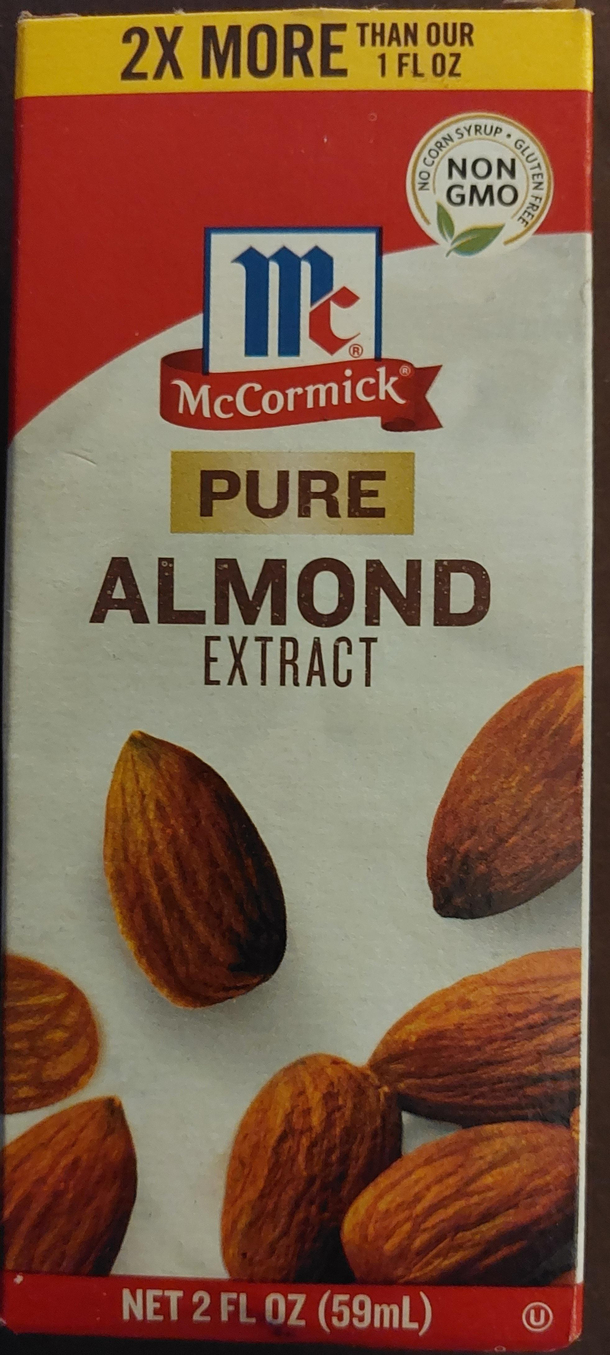 2X MORE THAN OUR
1 FL OZ
NO CORN SYRUP • GLUTEN FREE
NON
GMO
Mc®
McCormick®
PURE
ALMOND
EXTRACT
NET 2 FL OZ (59mL)
U